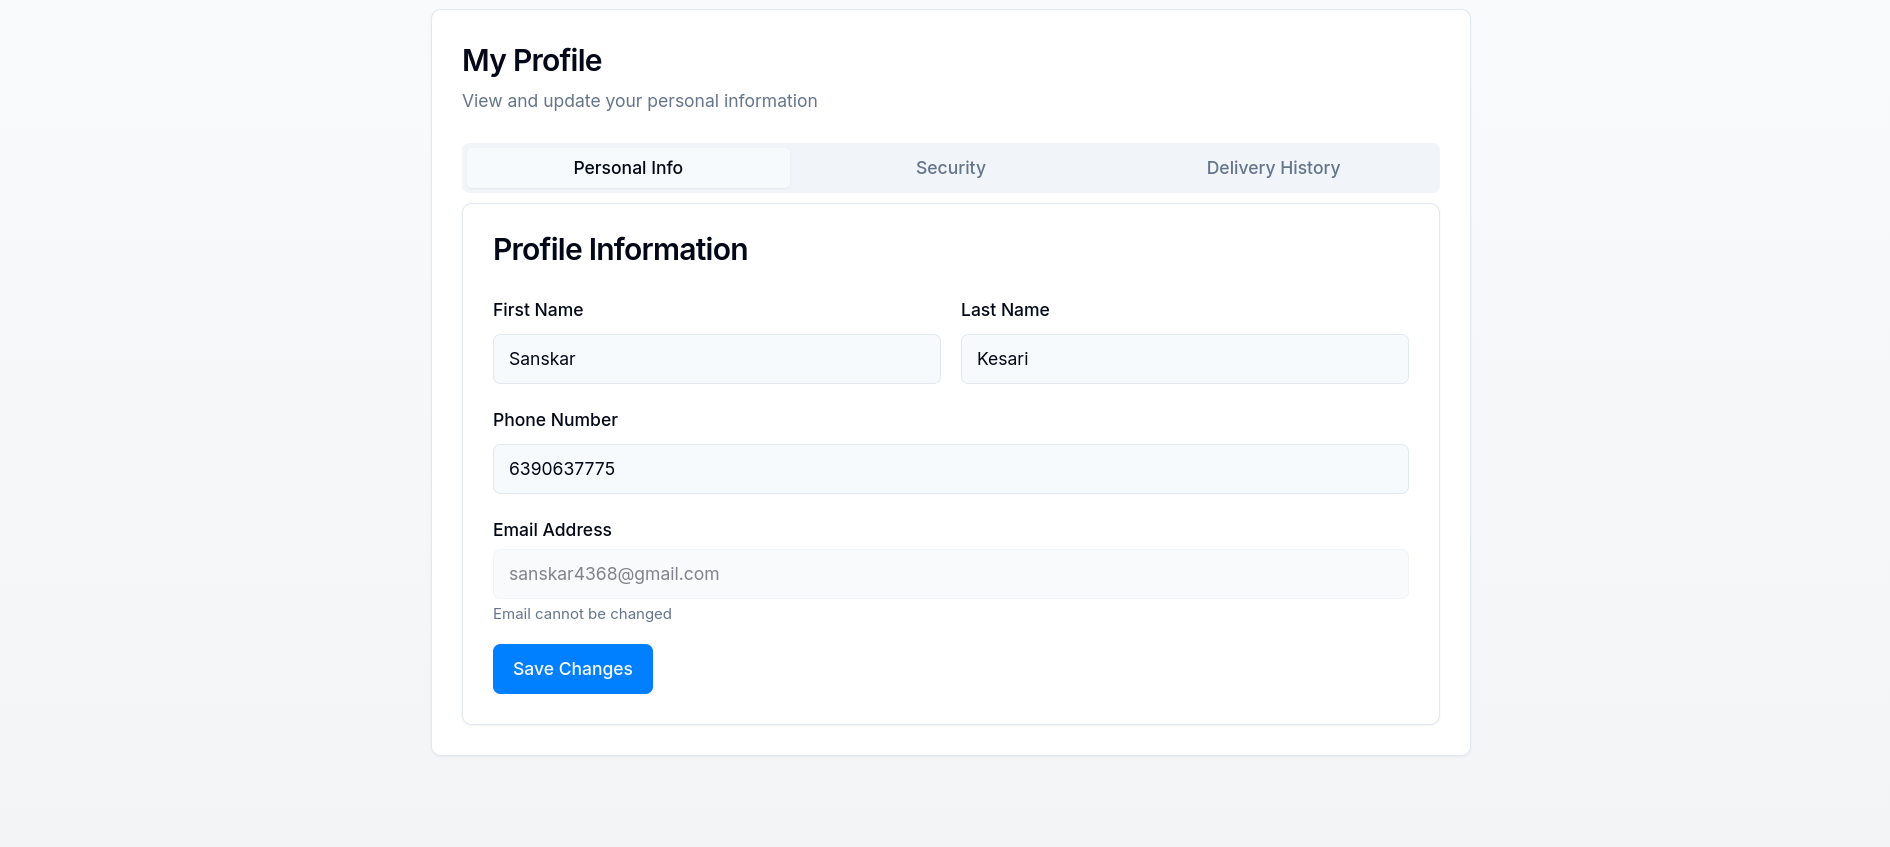 My Profile
View and update your personal information
Personal Info
Security
Delivery History
Profile Information
First Name
Last Name
Sanskar
Kesari
Phone Number
6390637775
Email Address
sanskar4368@gmail.com
Email cannot be changed
Save Changes